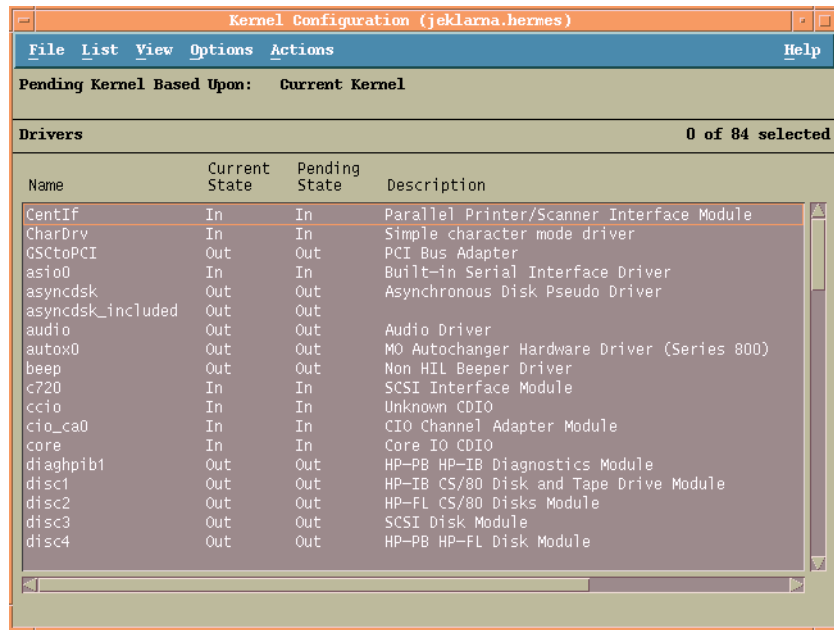 Kernel Configuration (jeklarna.hermes)
File List View Options Actions Help
Pending Kernel Based Upon: Current Kernel
Drivers 0 of 84 selected
Current Pending
Name State State Description
CentIf In In Parallel Printer/Scanner Interface Module
CharDrv In In Simple character mode driver
GSCtoPCI Out Out PCI Bus Adapter
asio0 In In Built-in Serial Interface Driver
asyncdsk Out Out Asynchronous Disk Pseudo Driver
asyncdsk_included Out Out
audio Out Out Audio Driver
autox0 Out Out MO Autochanger Hardware Driver (Series 800)
beep Out Out Non HIL Beeper Driver
c720 In In SCSI Interface Module
ccio In In Unknown CDIO
cio_ca0 In In CIO Channel Adapter Module
core In In Core IO CDIO
diaghpib1 Out Out HP-PB HP-IB Diagnostics Module
disc1 Out Out HP-IB CS/80 Disk and Tape Drive Module
disc2 Out Out HP-FL CS/80 Disks Module
disc3 Out Out SCSI Disk Module
disc4 Out Out HP-PB HP-FL Disk Module